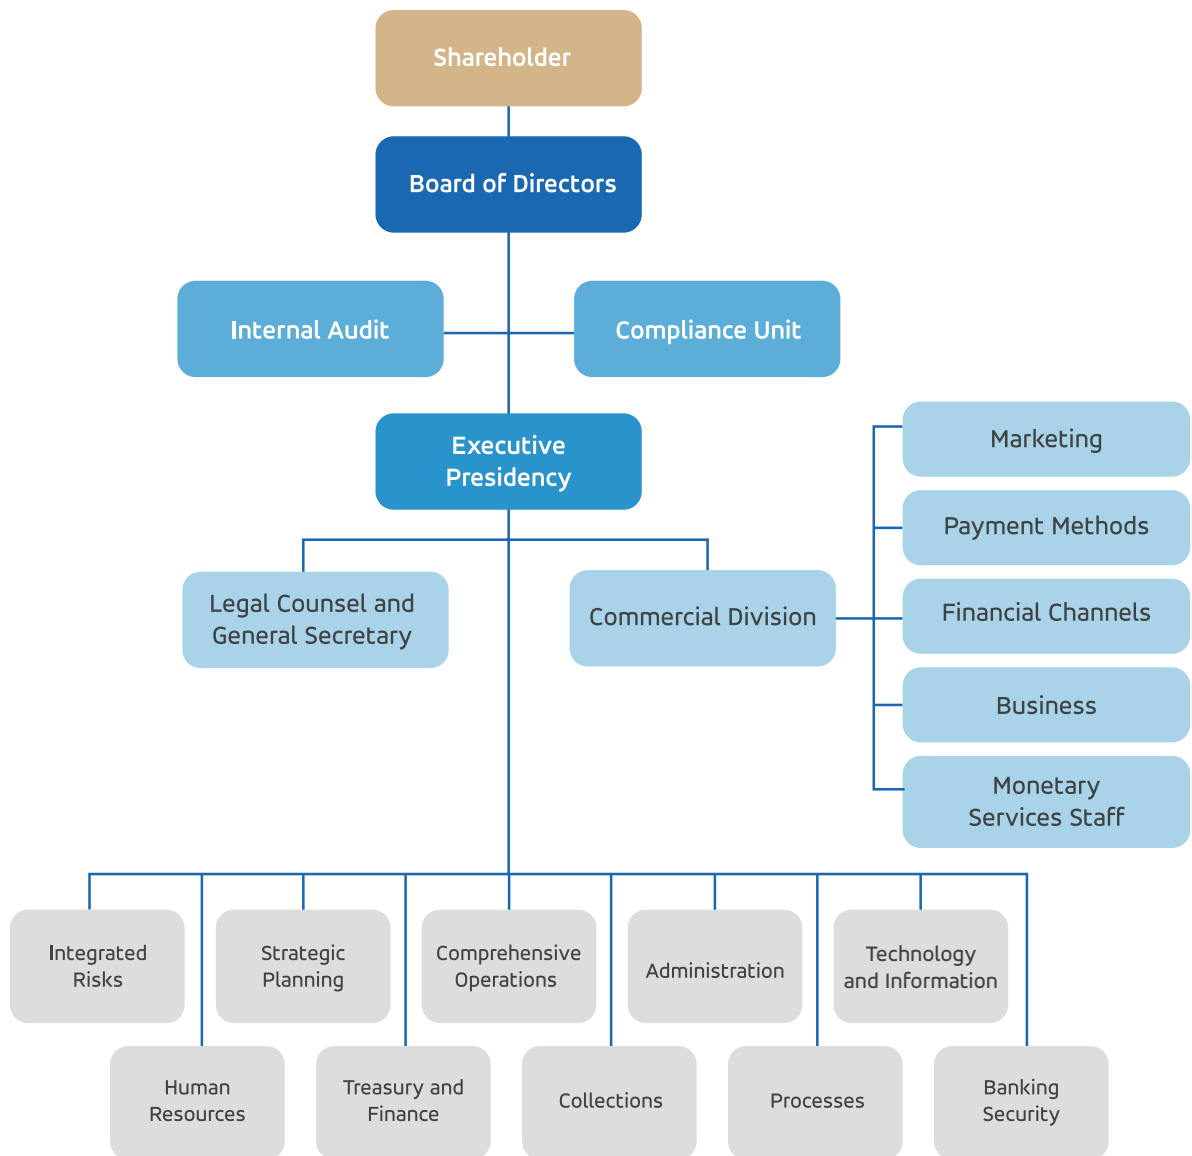 Shareholder
Board of Directors
Internal Audit
Compliance Unit
Executive
Presidency
Marketing
Payment Methods
Financial Channels
Business
Monetary
Services Staff
Legal Counsel and
General Secretary
Commercial Division
Integrated
Risks
Strategic
Planning
Comprehensive
Operations
Administration
Technology
and Information
Human
Resources
Treasury and
Finance
Collections
Processes
Banking
Security